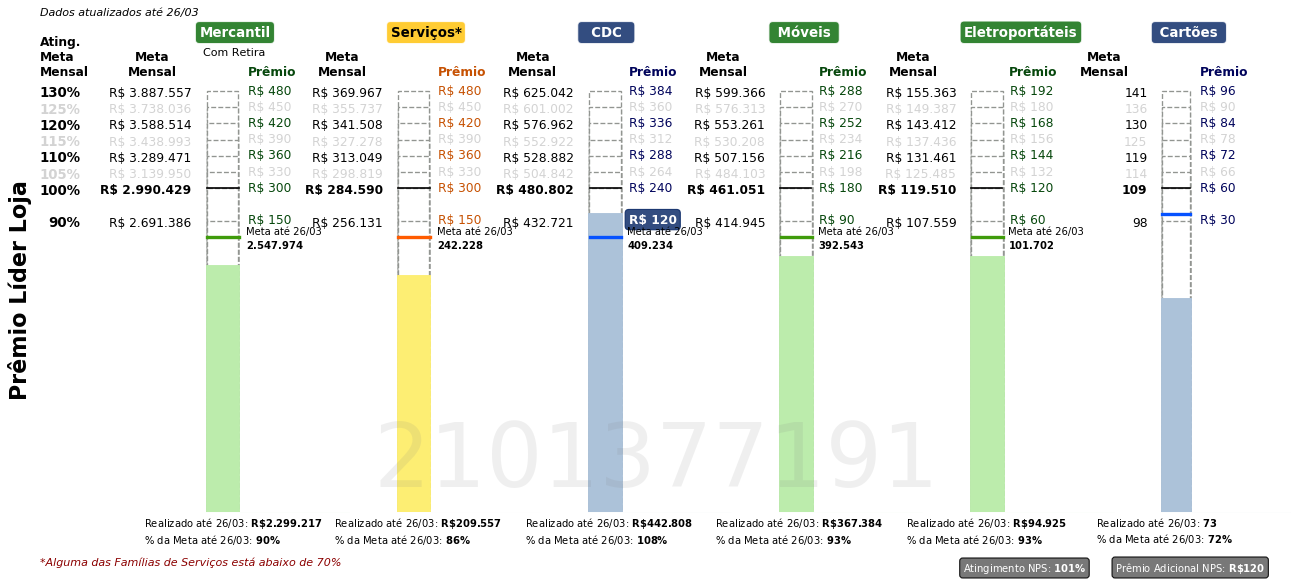 Dados atualizados até 26/03
Mercantil Serviços* CDC Móveis Eletroportáteis Cartões
Com Retira
Ating. Meta Mensal
Meta Mensal Prêmio Meta Mensal Prêmio Meta Mensal Prêmio Meta Mensal Prêmio Meta Mensal Prêmio Meta Mensal Prêmio
130% R$ 3.887.557 R$ 480 R$ 369.967 R$ 480 R$ 625.042 R$ 384 R$ 599.366 R$ 288 R$ 155.363 R$ 192 141 R$ 96
125% R$ 3.738.036 R$ 450 R$ 355.737 R$ 450 R$ 601.002 R$ 360 R$ 576.313 R$ 270 R$ 149.387 R$ 180 136 R$ 90
120% R$ 3.588.514 R$ 420 R$ 341.508 R$ 420 R$ 576.962 R$ 336 R$ 553.261 R$ 252 R$ 143.412 R$ 168 130 R$ 84
115% R$ 3.438.993 R$ 390 R$ 327.278 R$ 390 R$ 552.922 R$ 312 R$ 530.208 R$ 234 R$ 137.436 R$ 156 125 R$ 78
110% R$ 3.289.471 R$ 360 R$ 313.049 R$ 360 R$ 528.882 R$ 288 R$ 507.156 R$ 216 R$ 131.461 R$ 144 119 R$ 72
105% R$ 3.139.950 R$ 330 R$ 298.819 R$ 330 R$ 504.842 R$ 264 R$ 484.103 R$ 198 R$ 125.485 R$ 132 114 R$ 66
100% R$ 2.990.429 R$ 300 R$ 284.590 R$ 300 R$ 480.802 R$ 240 R$ 461.051 R$ 180 R$ 119.510 R$ 120 109 R$ 60
90% R$ 2.691.386 R$ 150 R$ 256.131 R$ 150 R$ 432.721 R$ 120 R$ 414.945 R$ 90 R$ 107.559 R$ 60 98 R$ 30
Meta até 26/03 Meta até 26/03 Meta até 26/03 Meta até 26/03 Meta até 26/03
2.547.974 242.228 409.234 392.543 101.702
Prêmio Líder Loja
2101377191
Realizado até 26/03: R$2.299.217 Realizado até 26/03: R$209.557 Realizado até 26/03: R$442.808 Realizado até 26/03: R$367.384 Realizado até 26/03: R$94.925 Realizado até 26/03: 73
% da Meta até 26/03: 90% % da Meta até 26/03: 86% % da Meta até 26/03: 108% % da Meta até 26/03: 93% % da Meta até 26/03: 93% % da Meta até 26/03: 72%
*Alguma das Famílias de Serviços está abaixo de 70%
Atingimento NPS: 101% Prêmio Adicional NPS: R$120